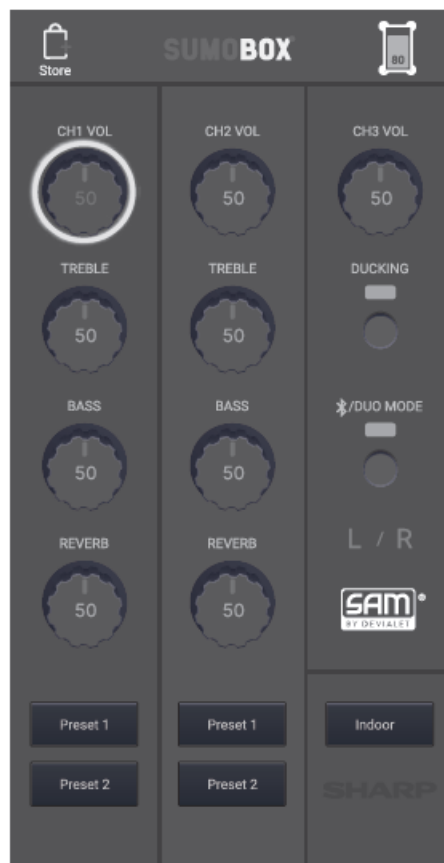 SUMOBOX
80
Store
CH1 VOL CH2 VOL CH3 VOL
50 50 50
TREBLE TREBLE DUCKING
50 50
BASS BASS /DUO MODE
50 50
REVERB REVERB L / R
50 50
SAM®
BY DEVIALET
Preset 1 Preset 1 Indoor
Preset 2 Preset 2 SHARP